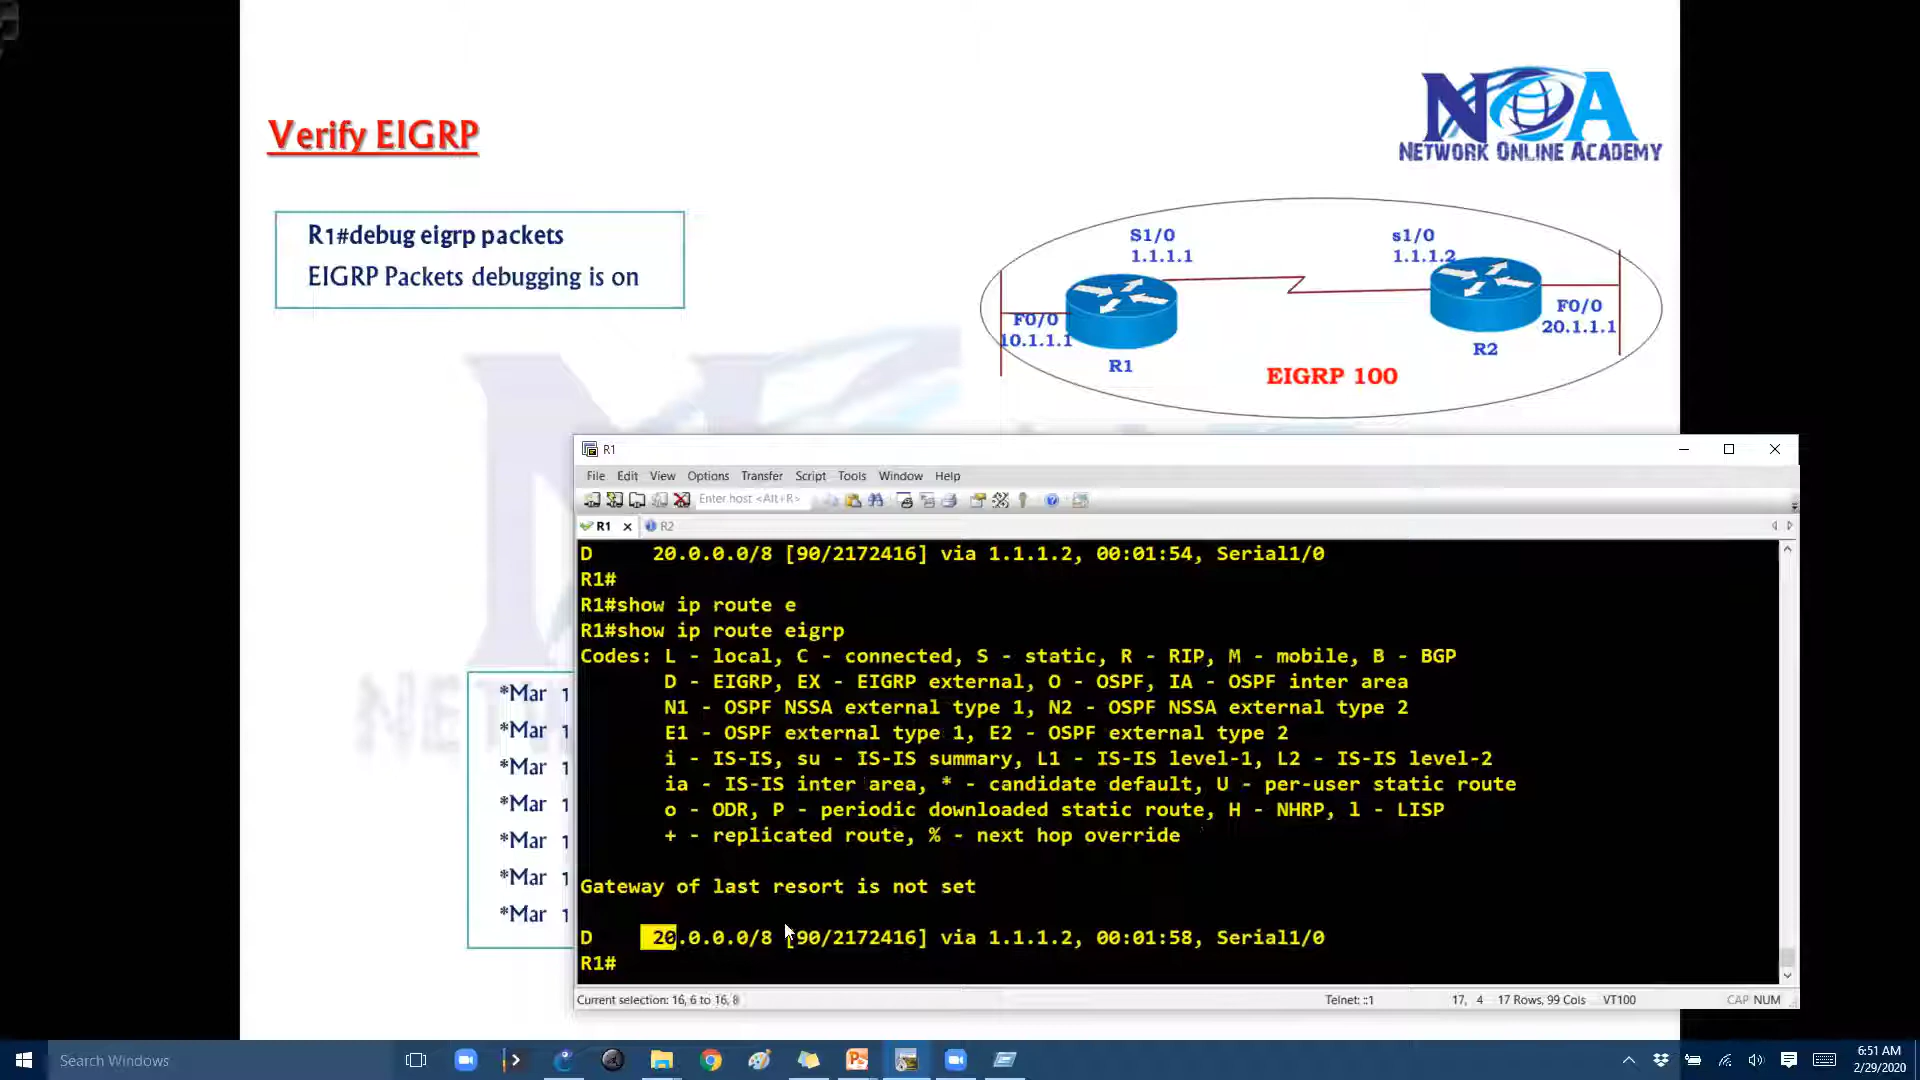 Verify EIGRP
NOA
NETWORK ONLINE ACADEMY
R1#debug eigrp packets
EIGRP Packets debugging is on
S1/0
1.1.1.1
s1/0
1.1.1.2
F0/0
10.1.1.1
F0/0
20.1.1.1
R1
R2
EIGRP 100
R1
File Edit View Options Transfer Script Tools Window Help
Enter host <Alt+R>
R1 R2
D     20.0.0.0/8 [90/2172416] via 1.1.1.2, 00:01:54, Serial1/0
R1#
R1#show ip route e
R1#show ip route eigrp
Codes: L - local, C - connected, S - static, R - RIP, M - mobile, B - BGP
D - EIGRP, EX - EIGRP external, O - OSPF, IA - OSPF inter area
N1 - OSPF NSSA external type 1, N2 - OSPF NSSA external type 2
E1 - OSPF external type 1, E2 - OSPF external type 2
i - IS-IS, su - IS-IS summary, L1 - IS-IS level-1, L2 - IS-IS level-2
ia - IS-IS inter area, * - candidate default, U - per-user static route
o - ODR, P - periodic downloaded static route, H - NHRP, l - LISP
+ - replicated route, % - next hop override
Gateway of last resort is not set
D     20.0.0.0/8 [90/2172416] via 1.1.1.2, 00:01:58, Serial1/0
R1#
*Mar 1
*Mar 1
*Mar 1
*Mar 1
*Mar 1
*Mar 1
*Mar 1
Current selection: 16, 6 to 16, 8
Telnet: ::1
17, 4
17 Rows, 99 Cols
VT100
CAP NUM
Search Windows
6:51 AM
2/29/2020